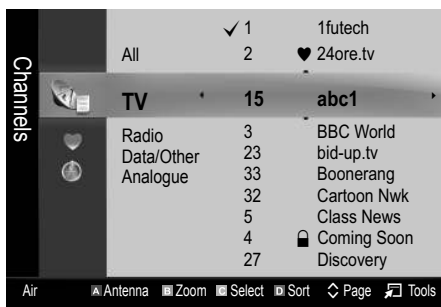 Channels
✓ 1 1futech
All 2 ♥ 24ore.tv
TV 15 abc1
Radio 3 BBC World
Data/Other 23 bid-up.tv
Analogue 33 Boonerang
32 Cartoon Nwk
5 Class News
4 Coming Soon
27 Discovery
Air A Antenna B Zoom C Select D Sort Page Tools